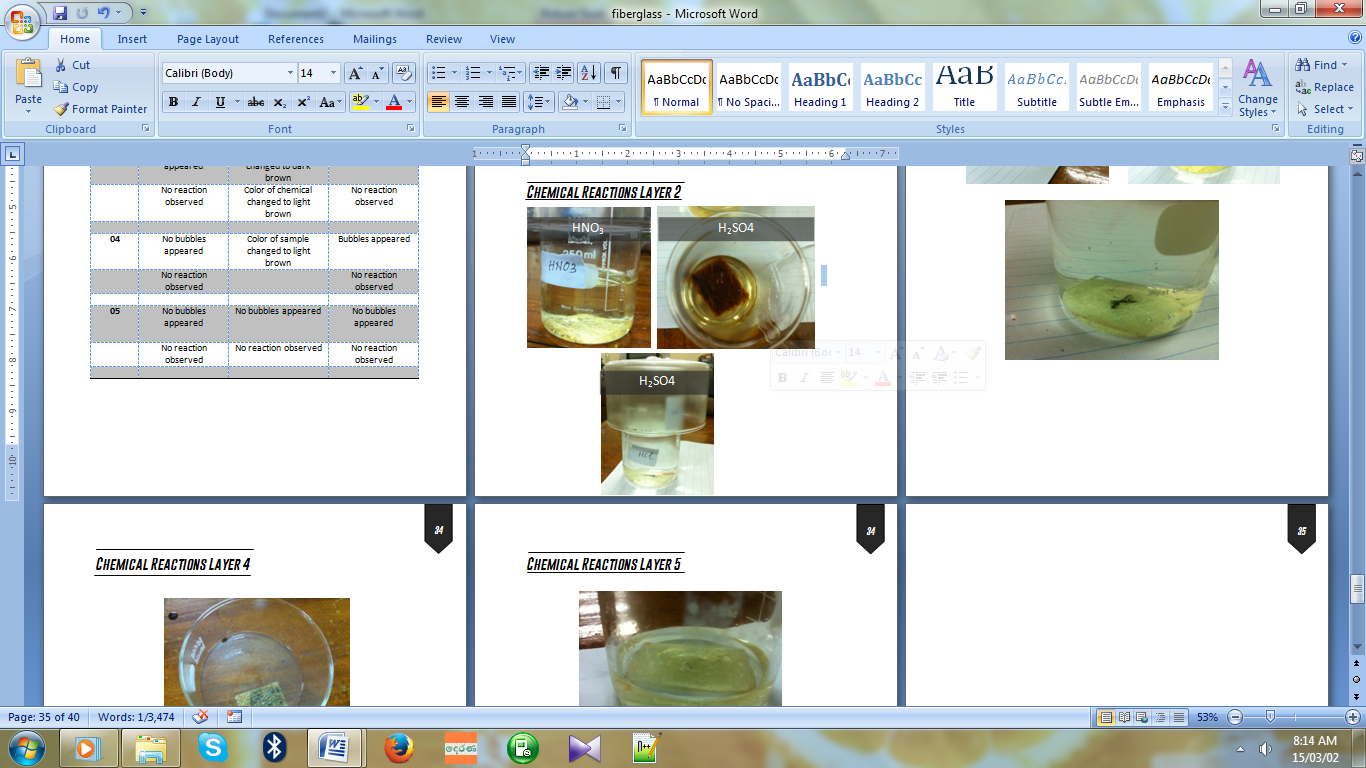 fiberglass - Microsoft Word
Home Insert Page Layout References Mailings Review View
Paste
Cut
Copy
Format Painter
Clipboard
Calibri (Body) 14
Font
Paragraph
AaBbCcDc AaBbCcDc AaBbCc AaBbCc AaB AaBbCc. AaBbCcDc AaBbCcDc
¶ Normal ¶ No Spaci... Heading 1 Heading 2 Title Subtitle Subtle Em... Emphasis
Change Styles
Styles
Find
Replace
Select
Editing
appeared changed to dark brown
No reaction observed Color of chemical changed to light brown No reaction observed
04 No bubbles appeared Color of sample changed to light brown Bubbles appeared
No reaction observed No reaction observed
05 No bubbles appeared No bubbles appeared No bubbles appeared
No reaction observed No reaction observed No reaction observed
Chemical Reactions Layer 2
HNO3
250ml
HNO3
H2SO4
H2SO4
HCL
Calibri (Boc 14
34
Chemical Reactions Layer 4
34
Chemical Reactions Layer 5
35
Page: 35 of 40 Words: 1/3,474
53%
දෙරණ
8:14 AM
15/03/02